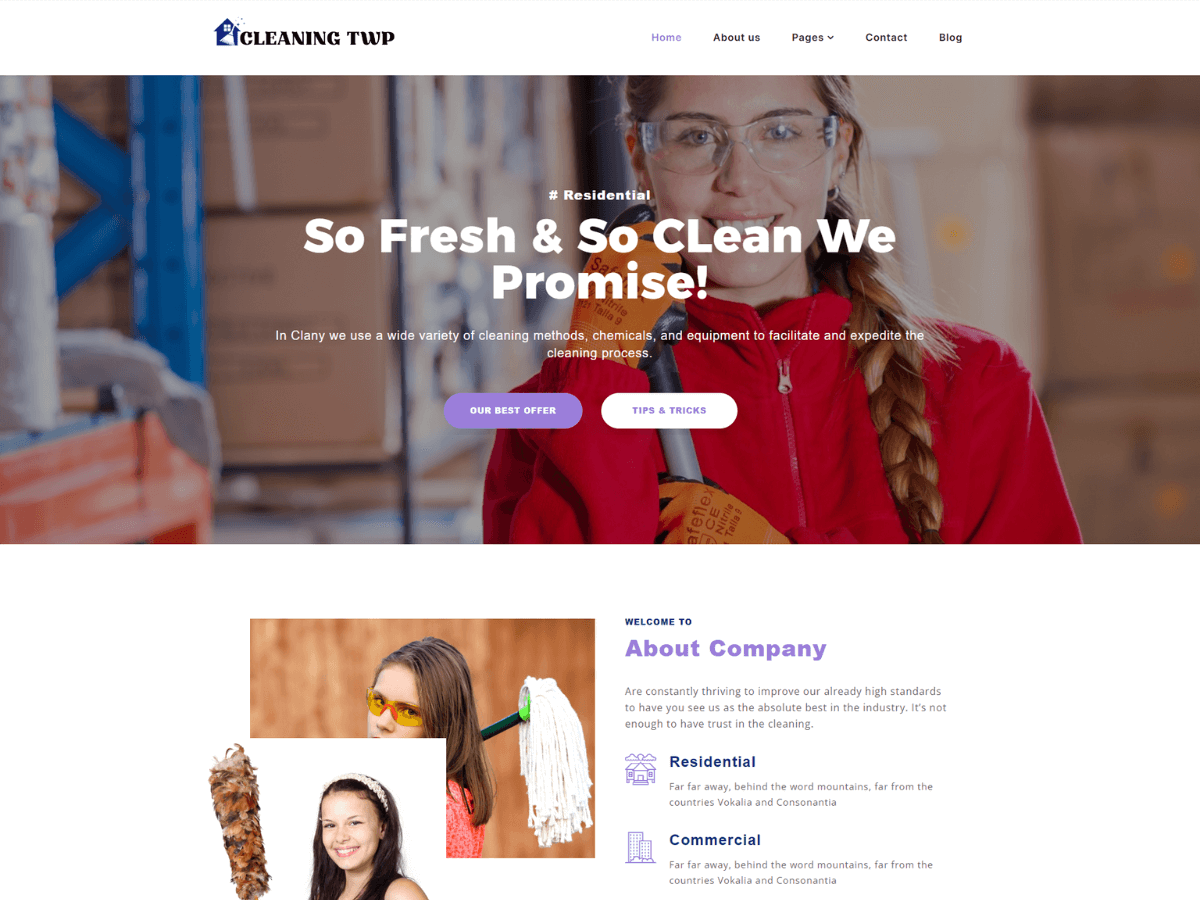 CLEANING TWP
Home
About us
Pages
Contact
Blog
# Residential
So Fresh & So CLean We
Promise!
In Clany we use a wide variety of cleaning methods, chemicals, and equipment to facilitate and expedite the
cleaning process.
OUR BEST OFFER
TIPS & TRICKS
Safeflex
CE
Nitrile
Talla 9
WELCOME TO
About Company
Are constantly thriving to improve our already high standards
to have you see us as the absolute best in the industry. It's not
enough to have trust in the cleaning.
Residential
Far far away, behind the word mountains, far from the
countries Vokalia and Consonantia
Commercial
Far far away, behind the word mountains, far from the
countries Vokalia and Consonantia